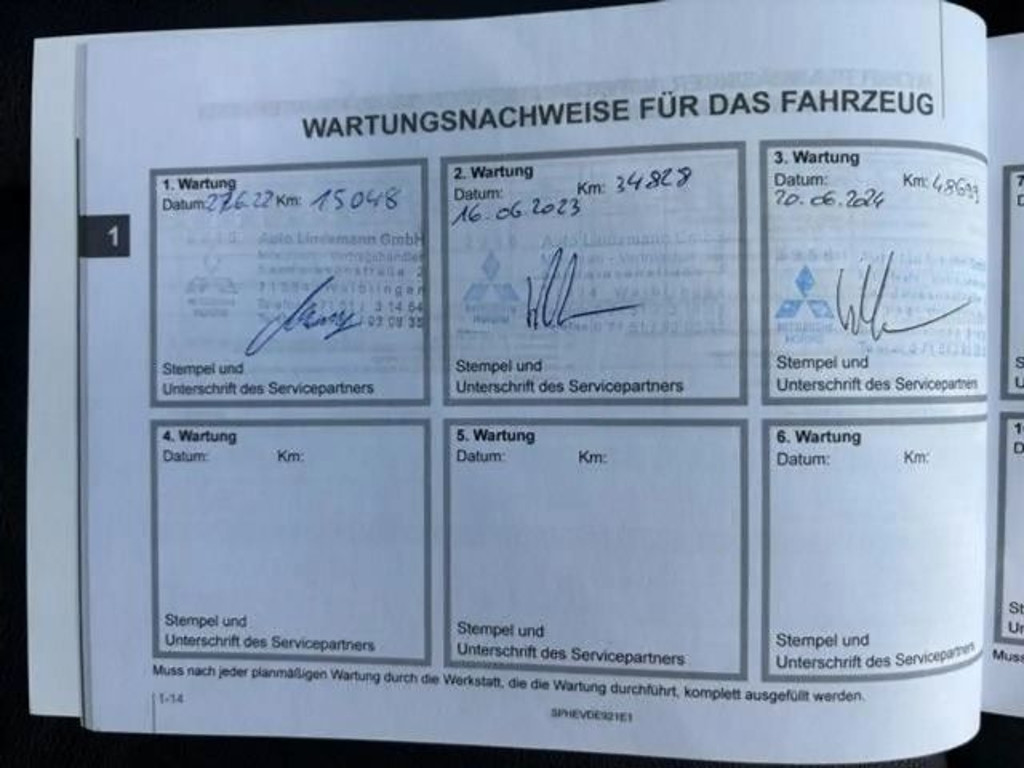 WARTUNGSNACHWEISE FÜR DAS FAHRZEUG
1
1. Wartung
Datum: 27.6.22 Km: 15048
Auto Lindemann GmbH
Stempel und
Unterschrift des Servicepartners
2. Wartung
Datum: Km: 34828
16.06.2023
Stempel und
Unterschrift des Servicepartners
3. Wartung
Datum: Km:
20.06.2024
Stempel und
Unterschrift des Servicepartners
4. Wartung
Datum: Km:
Stempel und
Unterschrift des Servicepartners
5. Wartung
Datum: Km:
Stempel und
Unterschrift des Servicepartners
6. Wartung
Datum: Km:
Stempel und
Unterschrift des Servicepartners
Muss nach jeder planmäßigen Wartung durch die Werkstatt, die die Wartung durchführt, komplett ausgefüllt werden.
1-14
SPHEVDE921E1